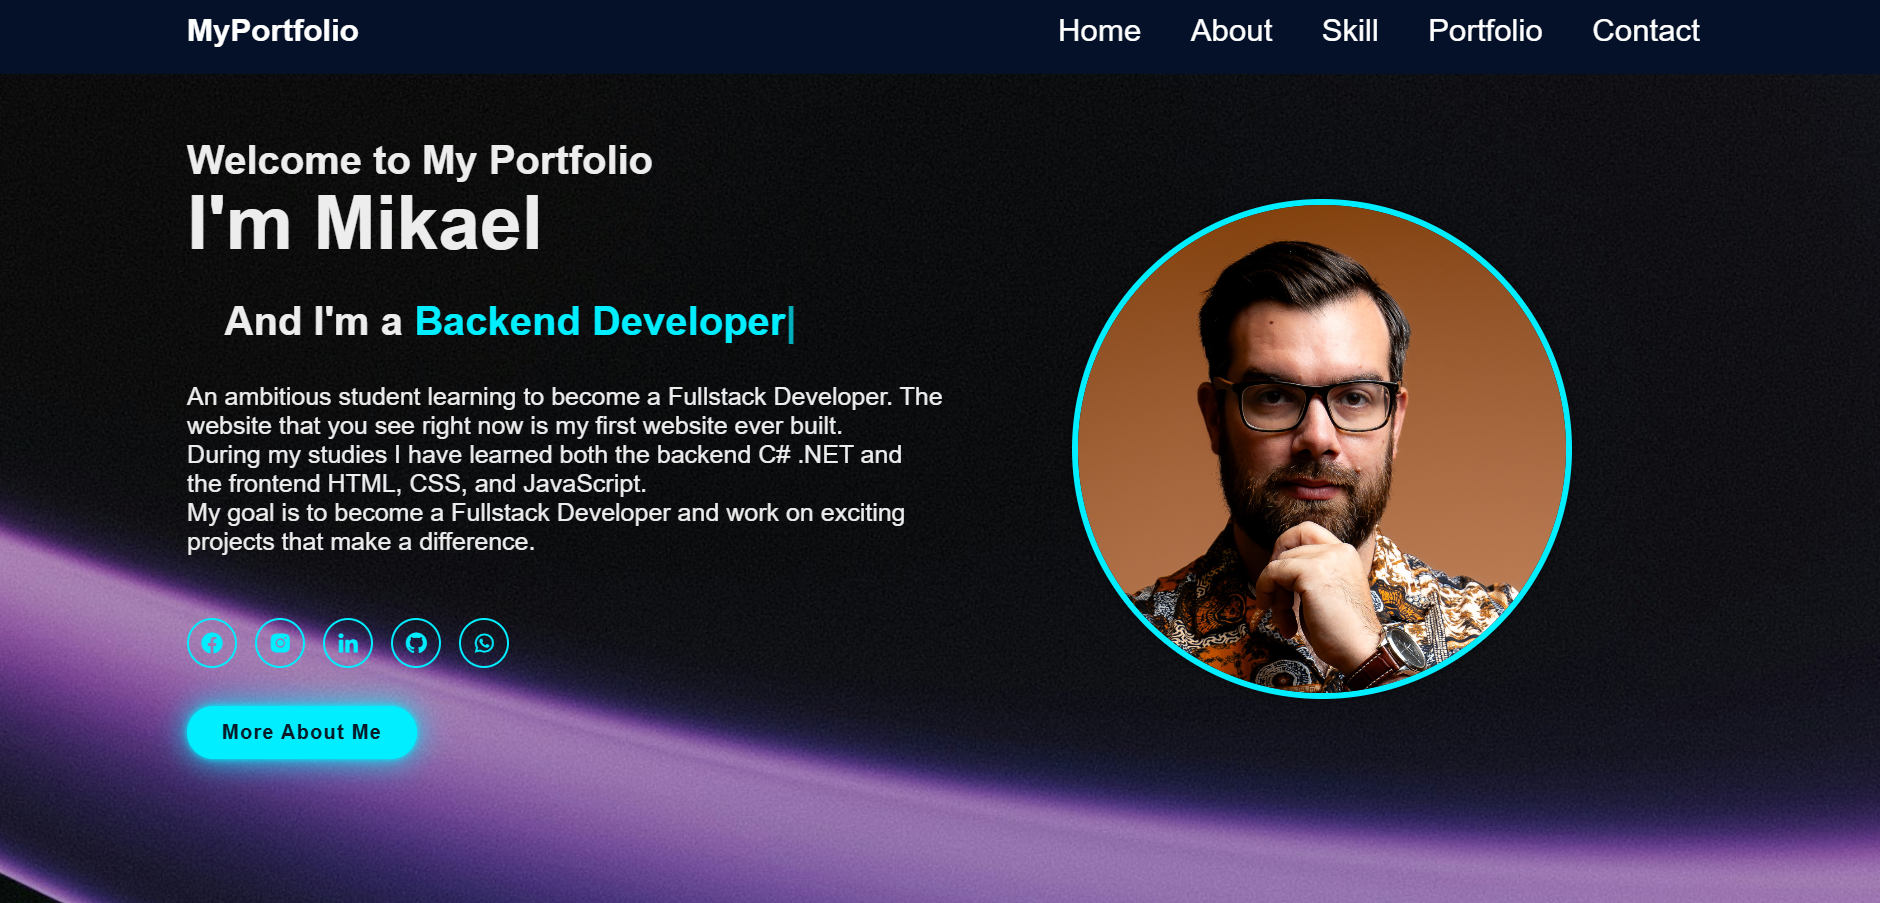 MyPortfolio
Home
About
Skill
Portfolio
Contact
Welcome to My Portfolio
I'm Mikael
And I'm a Backend Developer|
An ambitious student learning to become a Fullstack Developer. The
website that you see right now is my first website ever built.
During my studies I have learned both the backend C# .NET and
the frontend HTML, CSS, and JavaScript.
My goal is to become a Fullstack Developer and work on exciting
projects that make a difference.
More About Me